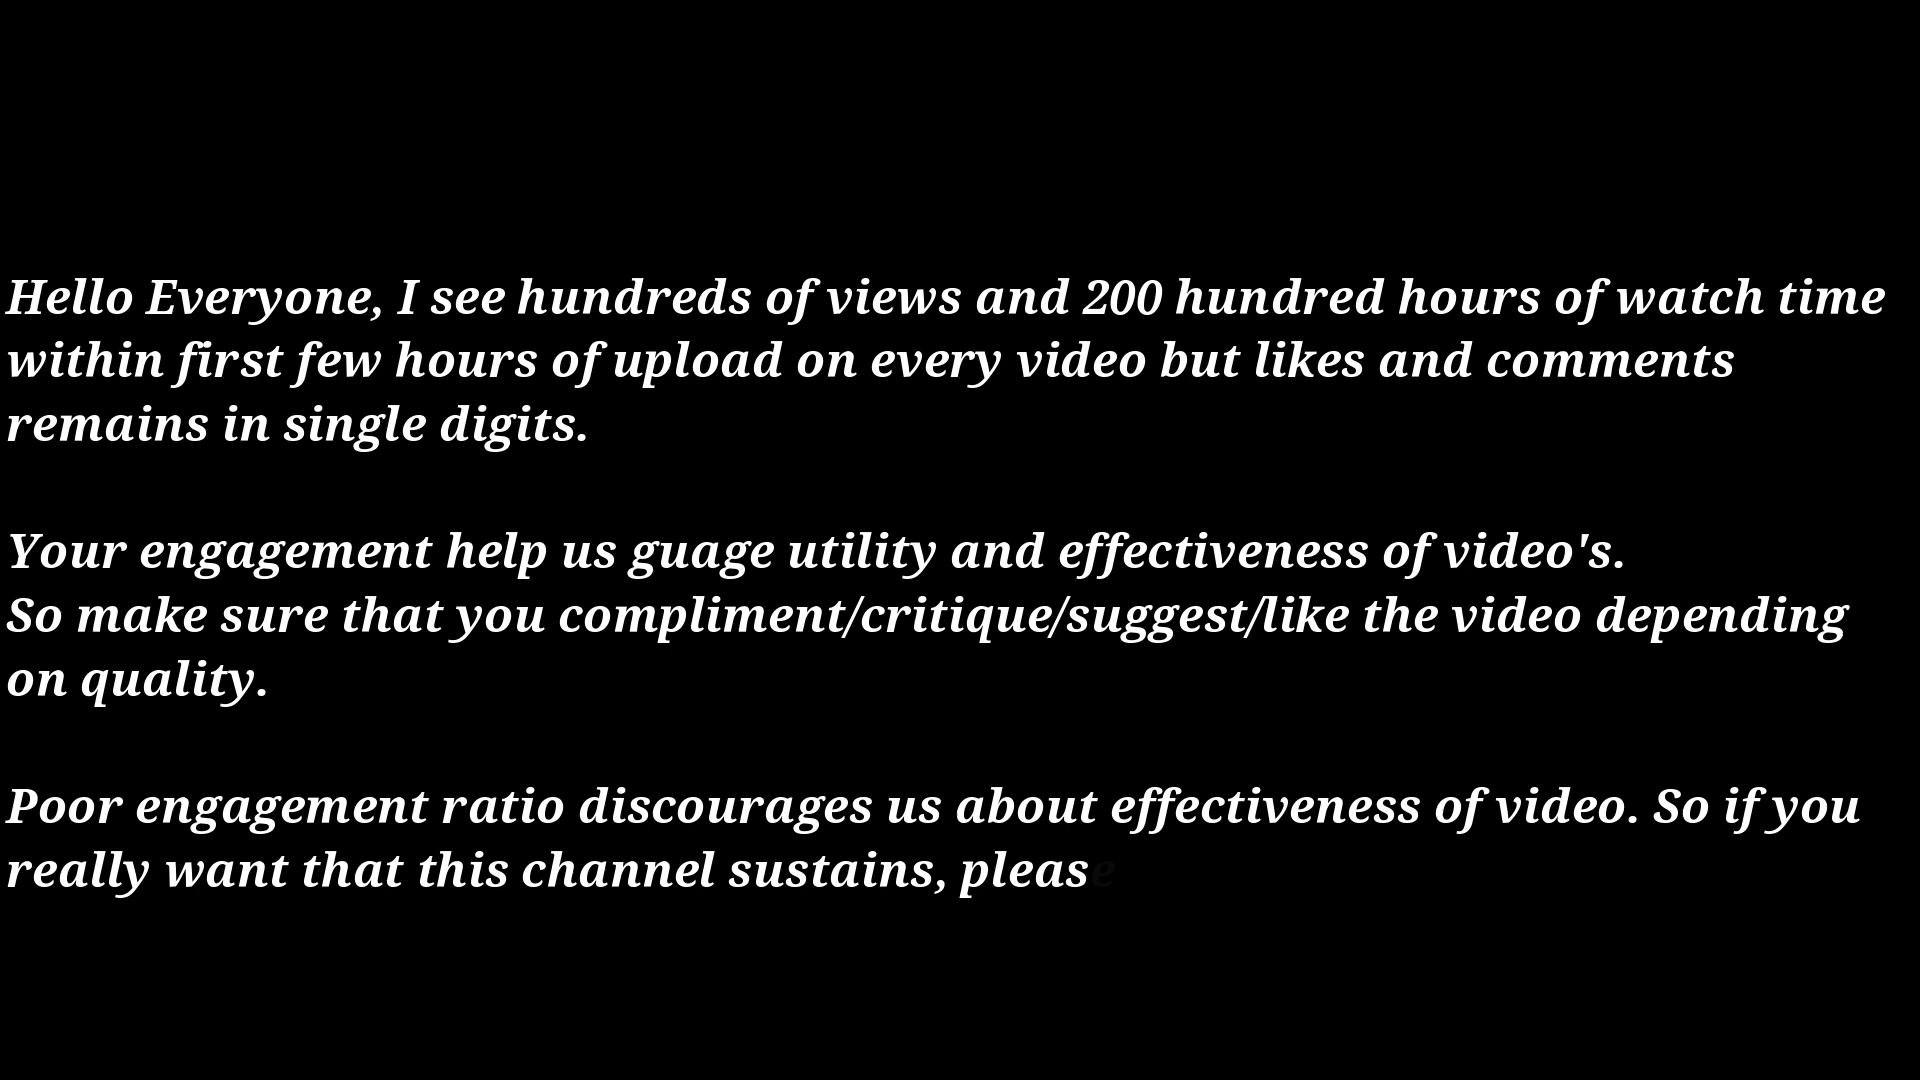 Hello Everyone, I see hundreds of views and 200 hundred hours of watch time
within first few hours of upload on every video but likes and comments
remains in single digits.
Your engagement help us guage utility and effectiveness of video's.
So make sure that you compliment/critique/suggest/like the video depending
on quality.
Poor engagement ratio discourages us about effectiveness of video. So if you
really want that this channel sustains, please